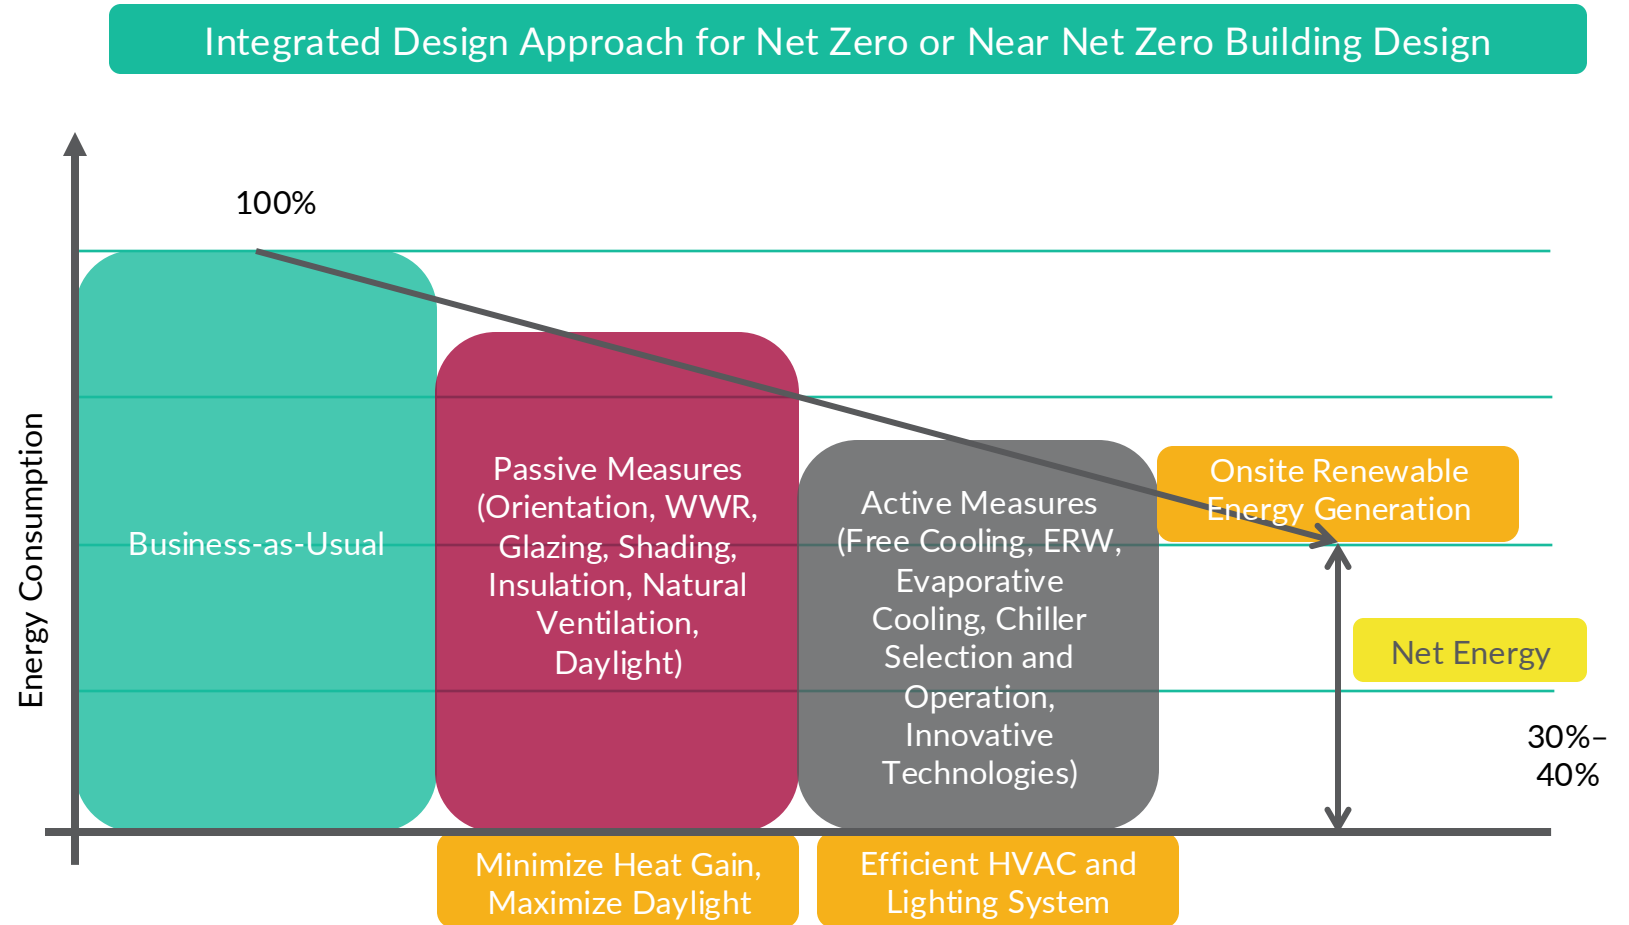 Integrated Design Approach for Net Zero or Near Net Zero Building Design
100%
Energy Consumption
Business-as-Usual
Passive Measures
(Orientation, WWR,
Glazing, Shading,
Insulation, Natural
Ventilation,
Daylight)
Active Measures
(Free Cooling, ERW,
Evaporative
Cooling, Chiller
Selection and
Operation,
Innovative
Technologies)
Onsite Renewable
Energy Generation
Net Energy
30%–
40%
Minimize Heat Gain,
Maximize Daylight
Efficient HVAC and
Lighting System